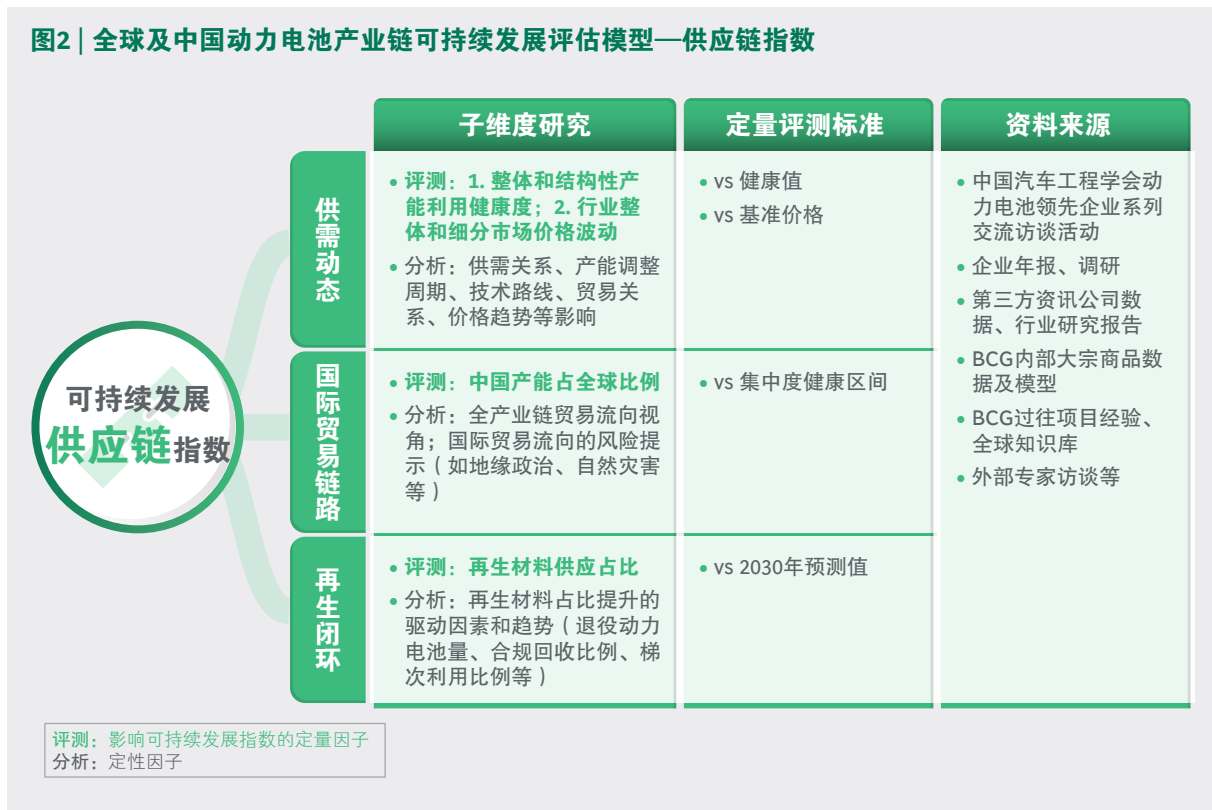 图2 | 全球及中国动力电池产业链可持续发展评估模型—供应链指数
子维度研究
定量评测标准
资料来源
可持续发展
供应链指数
供需动态
• 评测：1. 整体和结构性产
能利用健康度；2. 行业整
体和细分市场价格波动
• 分析：供需关系、产能调整
周期、技术路线、贸易关
系、价格趋势等影响
• vs 健康值
• vs 基准价格
国际贸易链路
• 评测：中国产能占全球比例
• 分析：全产业链贸易流向视
角；国际贸易流向的风险提
示（如地缘政治、自然灾害
等）
• vs 集中度健康区间
再生闭环
• 评测：再生材料供应占比
• 分析：再生材料占比提升的
驱动因素和趋势（退役动力
电池量、合规回收比例、梯
次利用比例等）
• vs 2030年预测值
• 中国汽车工程学会动
力电池领先企业系列
交流访谈活动
• 企业年报、调研
• 第三方资讯公司数
据、行业研究报告
• BCG内部大宗商品数
据及模型
• BCG过往项目经验、
全球知识库
• 外部专家访谈等
评测：影响可持续发展指数的定量因子
分析：定性因子